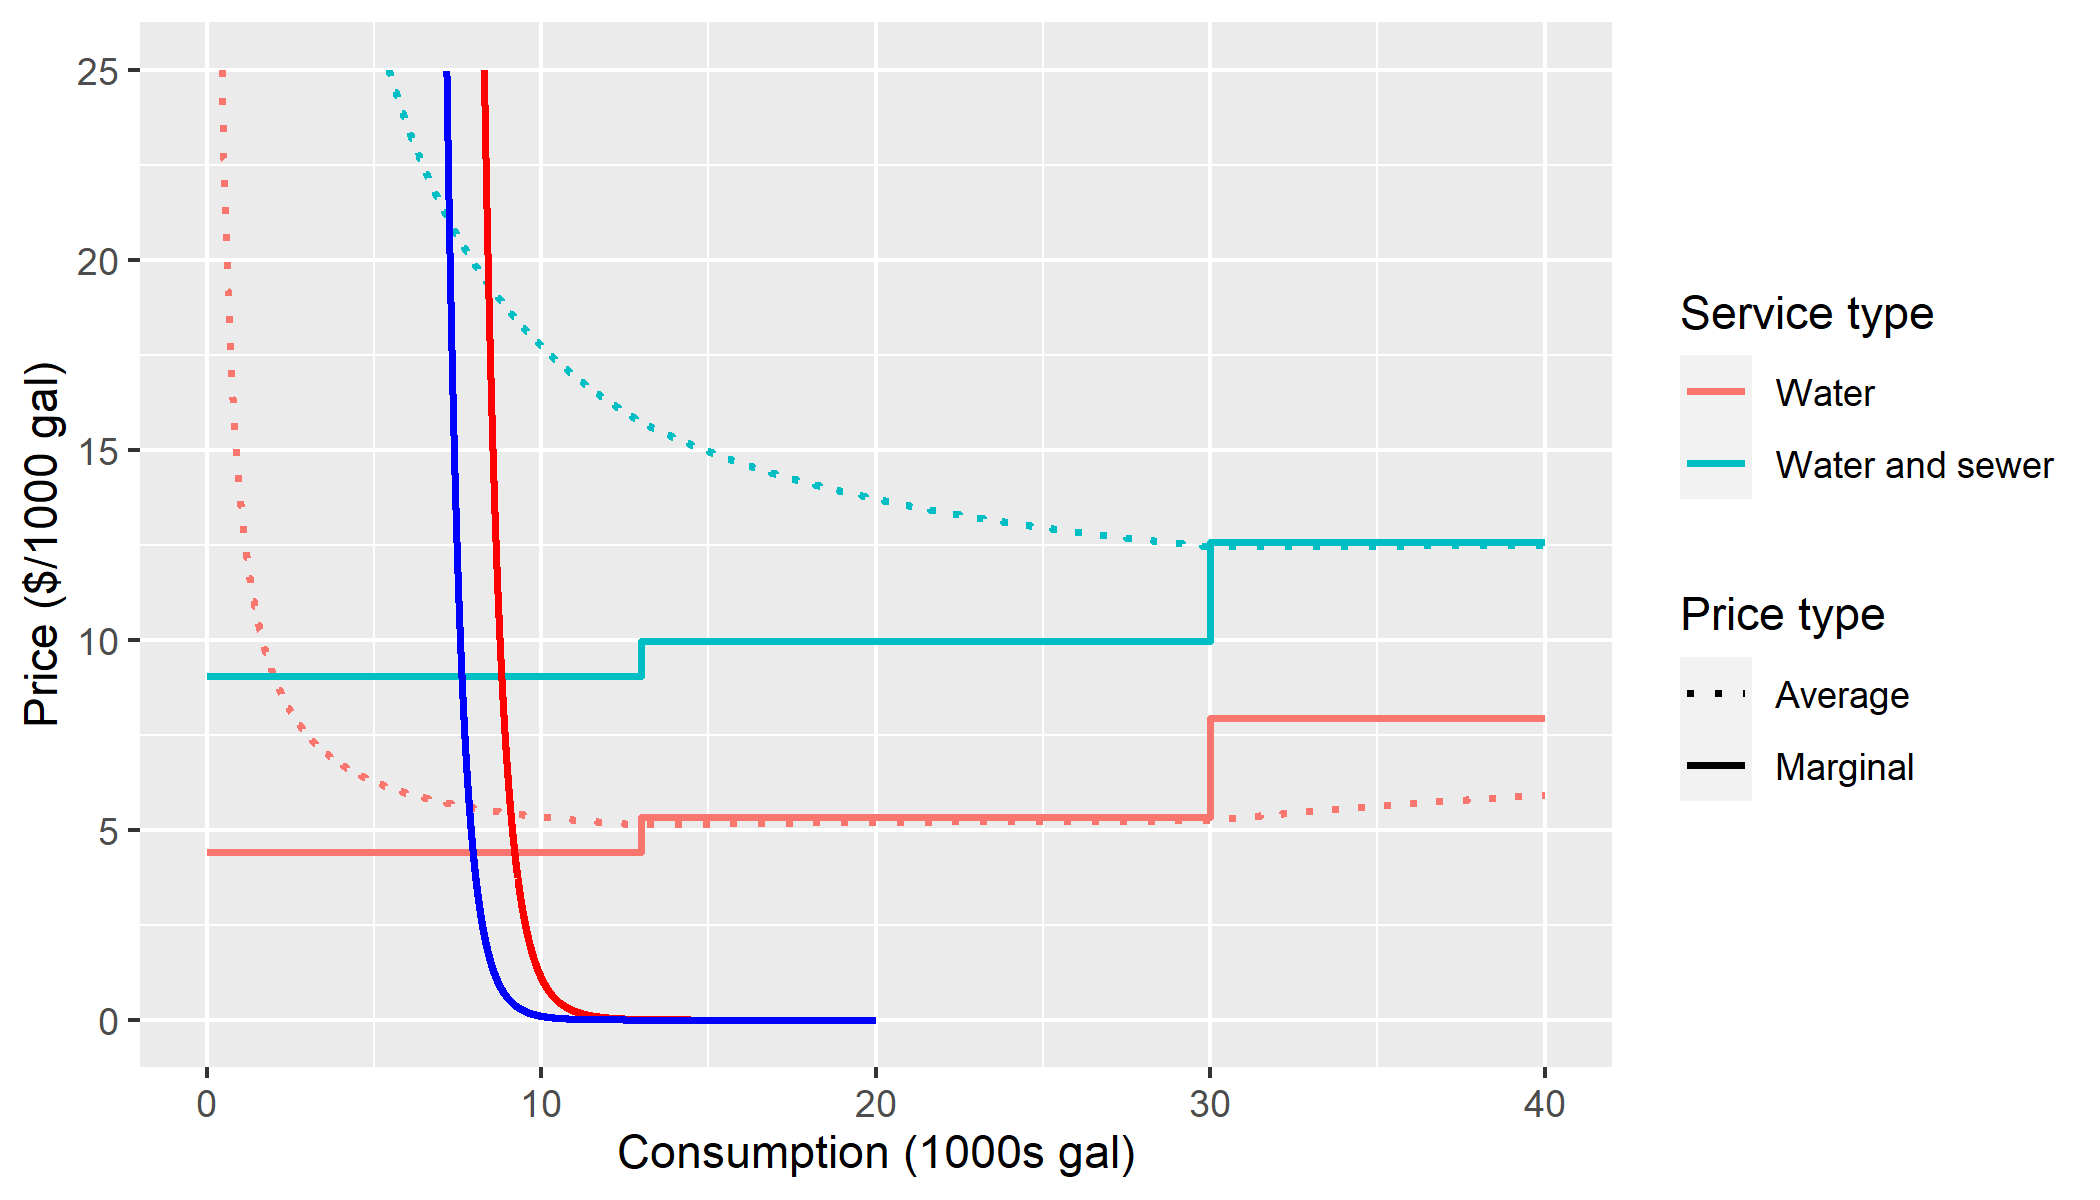 25
20
15
10
5
0
Price ($/1000 gal)
0 10 20 30 40
Consumption (1000s gal)
Service type
Water
Water and sewer
Price type
Average
Marginal